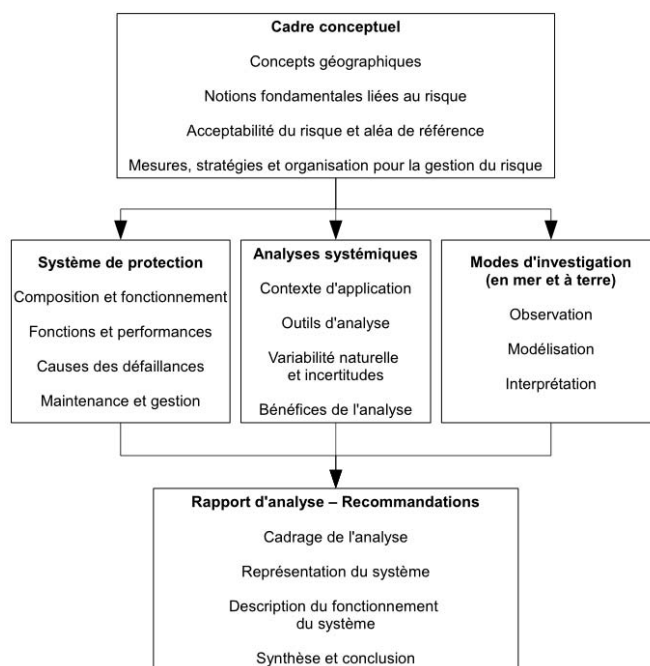 Cadre conceptuel
Concepts géographiques
Notions fondamentales liées au risque
Acceptabilité du risque et aléa de référence
Mesures, stratégies et organisation pour la gestion du risque
Système de protection
Composition et fonctionnement
Fonctions et performances
Causes des défaillances
Maintenance et gestion
Analyses systémiques
Contexte d'application
Outils d'analyse
Variabilité naturelle
et incertitudes
Bénéfices de l'analyse
Modes d'investigation
(en mer et à terre)
Observation
Modélisation
Interprétation
Rapport d'analyse – Recommandations
Cadrage de l'analyse
Représentation du système
Description du fonctionnement
du système
Synthèse et conclusion